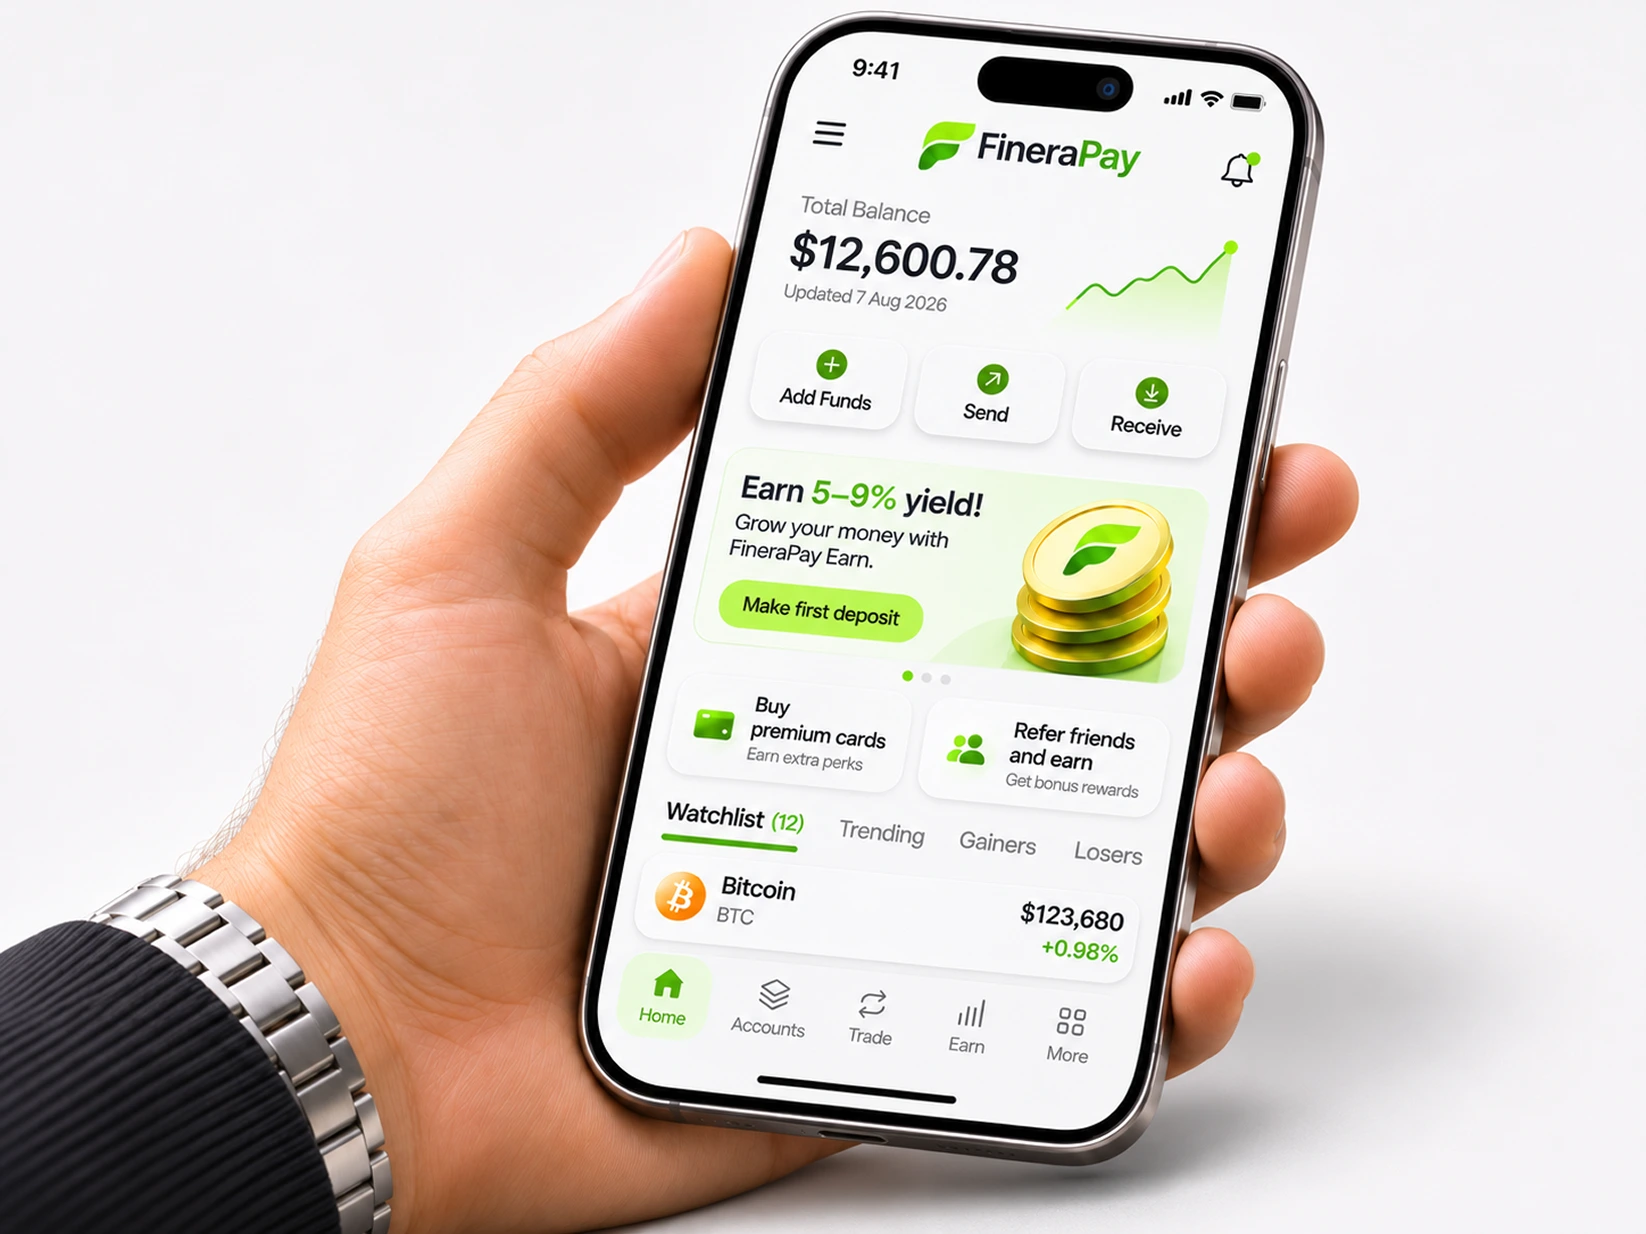 9:41
FineraPay
Total Balance
$12,600.78
Updated 7 Aug 2026
Add Funds
Send
Receive
Earn 5–9% yield!
Grow your money with
FineraPay Earn.
Make first deposit
Buy
premium cards
Earn extra perks
Refer friends
and earn
Get bonus rewards
Watchlist (12)
Trending
Gainers
Losers
Bitcoin
BTC
$123,680
+0.98%
Home
Accounts
Trade
Earn
More